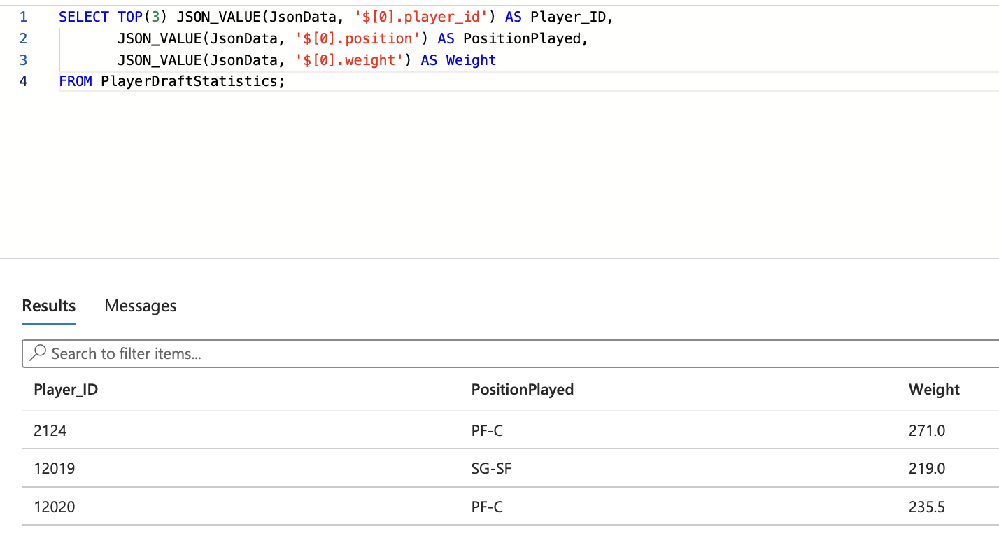 1 SELECT TOP(3) JSON_VALUE(JsonData, '$[0].player_id') AS Player_ID,
2 JSON_VALUE(JsonData, '$[0].position') AS PositionPlayed,
3 JSON_VALUE(JsonData, '$[0].weight') AS Weight
4 FROM PlayerDraftStatistics;
Results Messages
Search to filter items...
Player_ID PositionPlayed Weight
2124 PF-C 271.0
12019 SG-SF 219.0
12020 PF-C 235.5